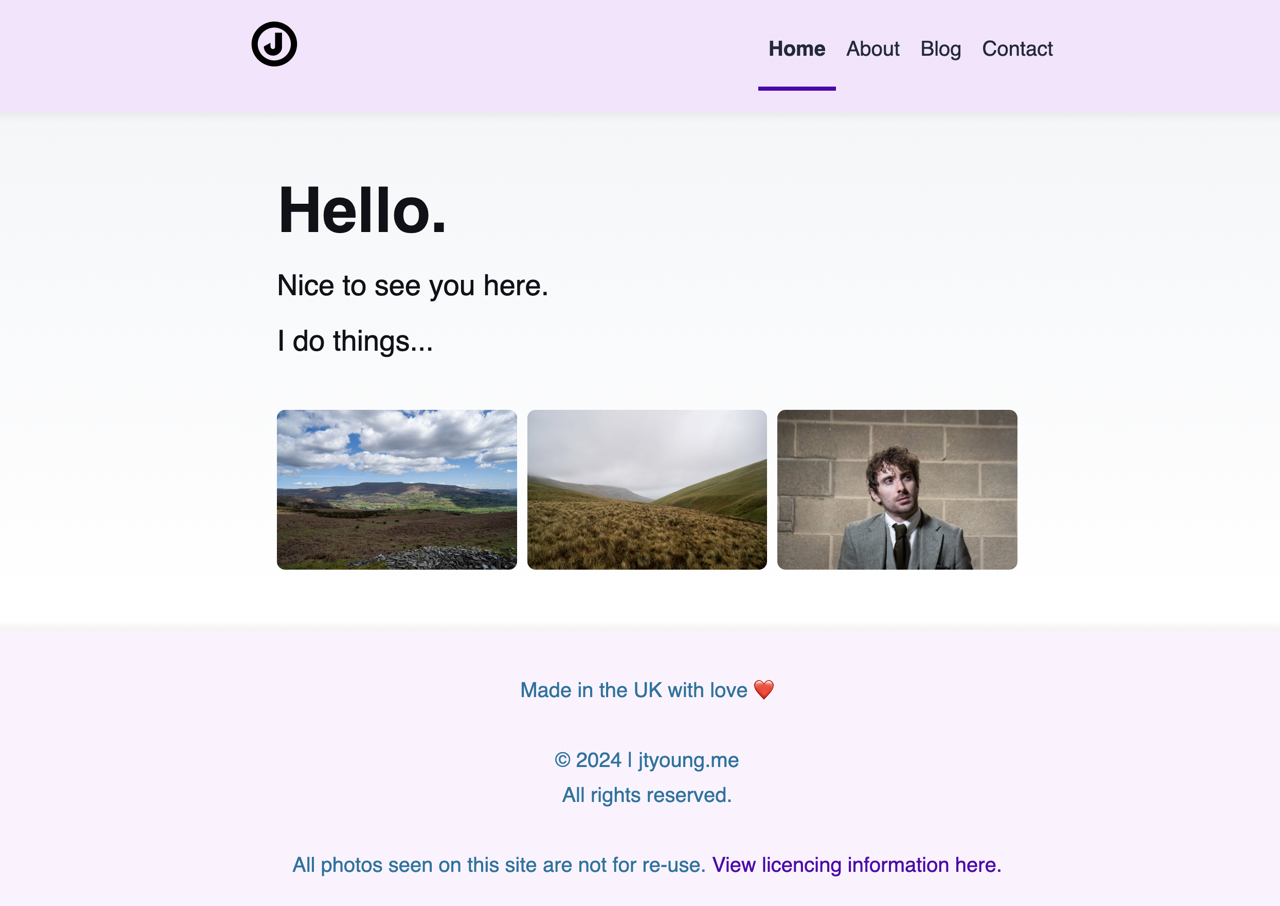 J
Home About Blog Contact
Hello.
Nice to see you here.
I do things...
Made in the UK with love ❤️
© 2024 | jtyoung.me
All rights reserved.
All photos seen on this site are not for re-use. View licencing information here.